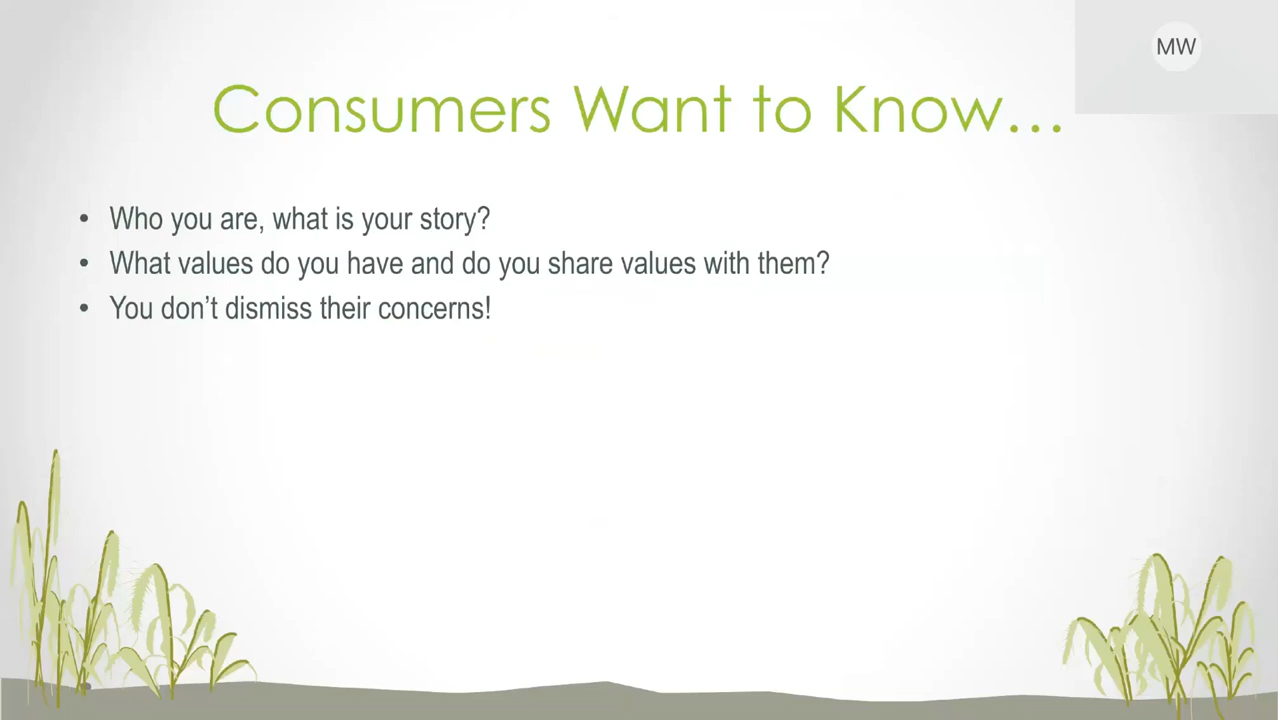 MW
Consumers Want to Know…
• Who you are, what is your story?
• What values do you have and do you share values with them?
• You don’t dismiss their concerns!